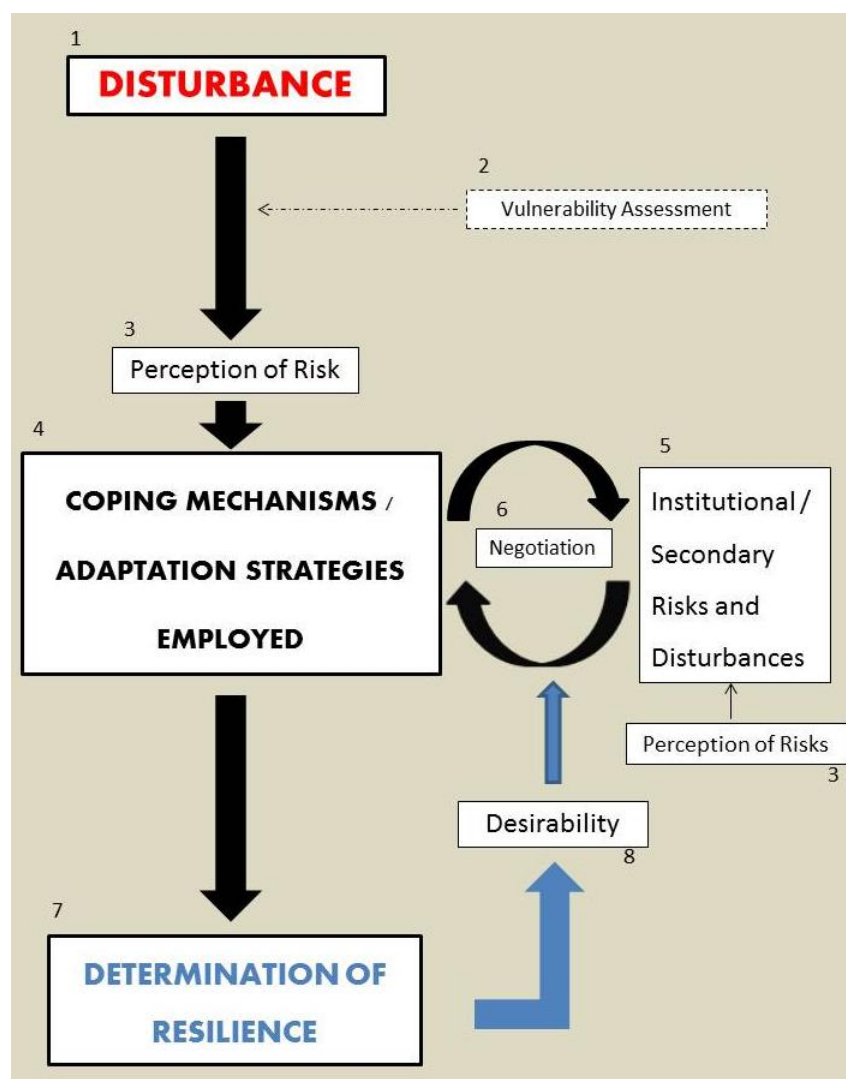 1
DISTURBANCE
2
Vulnerability Assessment
3
Perception of Risk
4
COPING MECHANISMS /
ADAPTATION STRATEGIES
EMPLOYED
5
Institutional /
Secondary
Risks and
Disturbances
6
Negotiation
Perception of Risks
3
Desirability
8
7
DETERMINATION OF
RESILIENCE